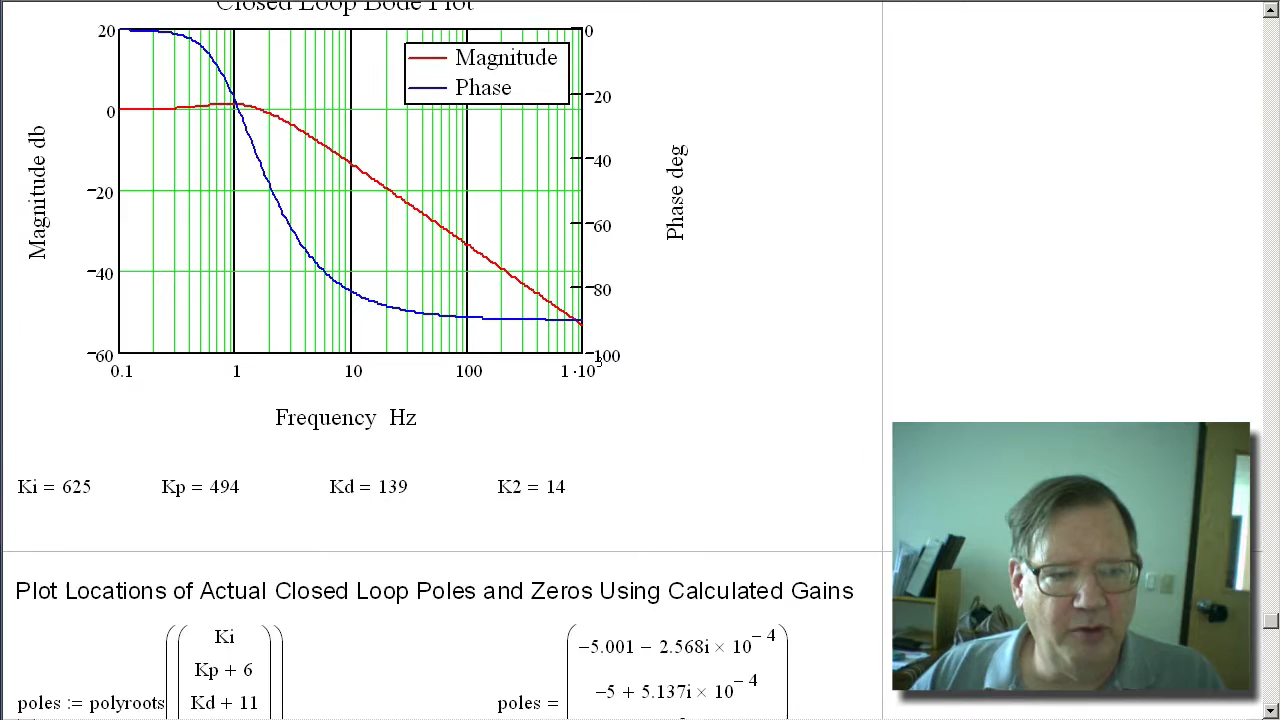 Closed Loop Bode Plot
20
0
−20
−40
−60
Magnitude db
Magnitude
Phase
0
−20
−40
−60
−80
−100
Phase deg
0.1
1
10
100
1·10³
Frequency Hz
Ki = 625 Kp = 494 Kd = 139 K2 = 14
Plot Locations of Actual Closed Loop Poles and Zeros Using Calculated Gains
Ki
Kp + 6
Kd + 11
poles := polyroots
−5.001 − 2.568i × 10⁻⁴
−5 + 5.137i × 10⁻⁴
poles =